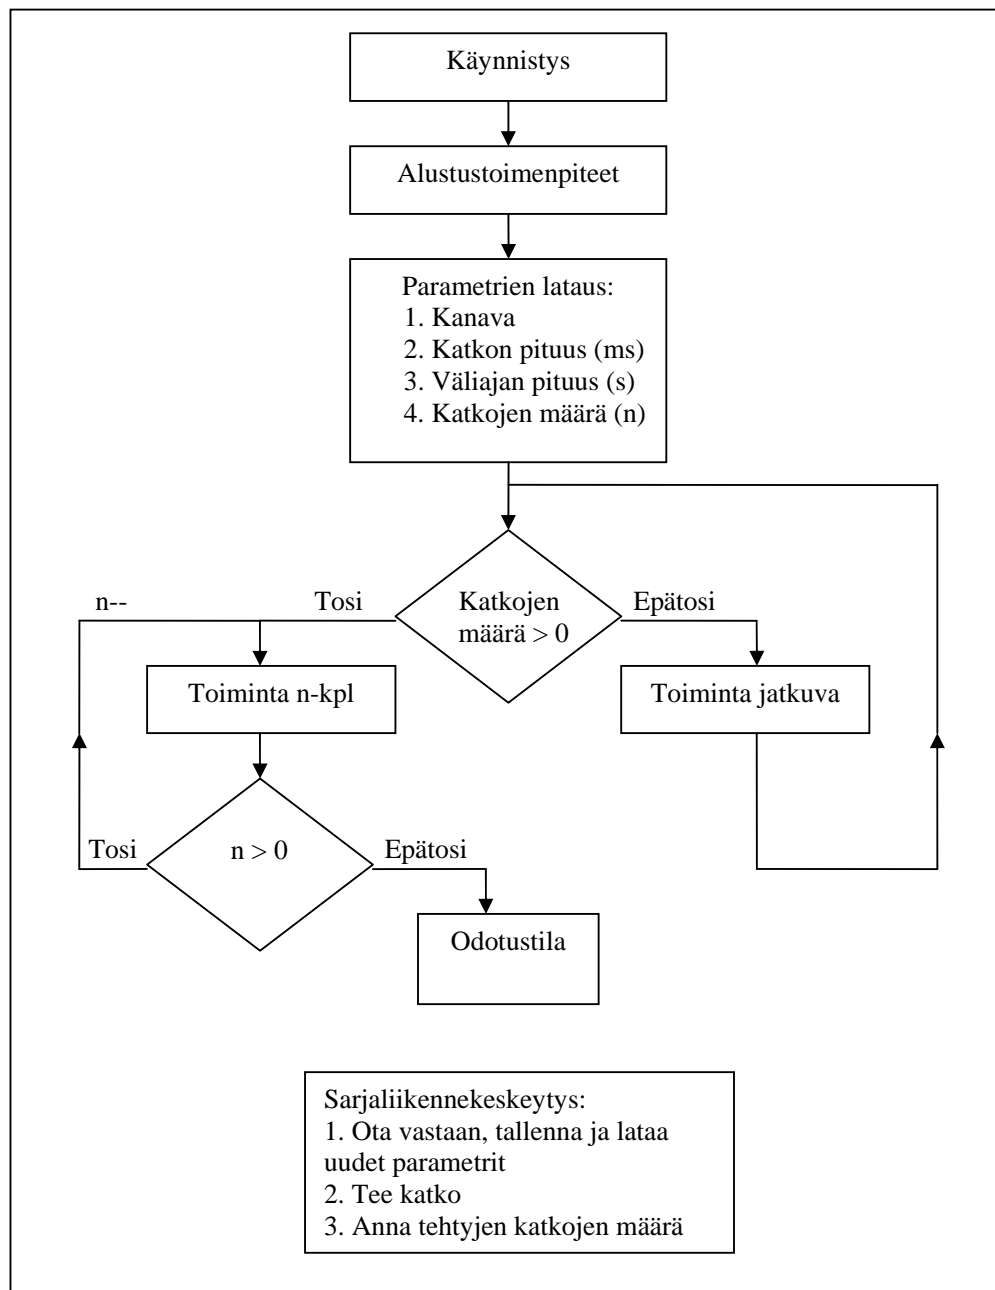 Käynnistys
Alustustoimenpiteet
Parametrien lataus:
1. Kanava
2. Katkon pituus (ms)
3. Väliajan pituus (s)
4. Katkojen määrä (n)
n--
Tosi
Katkojen
määrä > 0
Epätosi
Toiminta n-kpl
Toiminta jatkuva
Tosi
n > 0
Epätosi
Odotustila
Sarjaliikennekeskeytys:
1. Ota vastaan, tallenna ja lataa
uudet parametrit
2. Tee katko
3. Anna tehtyjen katkojen määrä